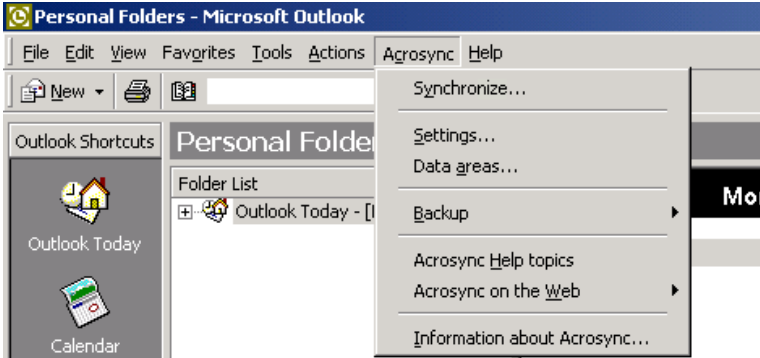 Personal Folders - Microsoft Outlook
File Edit View Favorites Tools Actions Acrosync Help
New
Synchronize...
Outlook Shortcuts
Personal Folde
Settings...
Data areas...
Folder List
Outlook Today - [
Backup
Mo
Outlook Today
Acrosync Help topics
Acrosync on the Web
Information about Acrosync...
Calendar